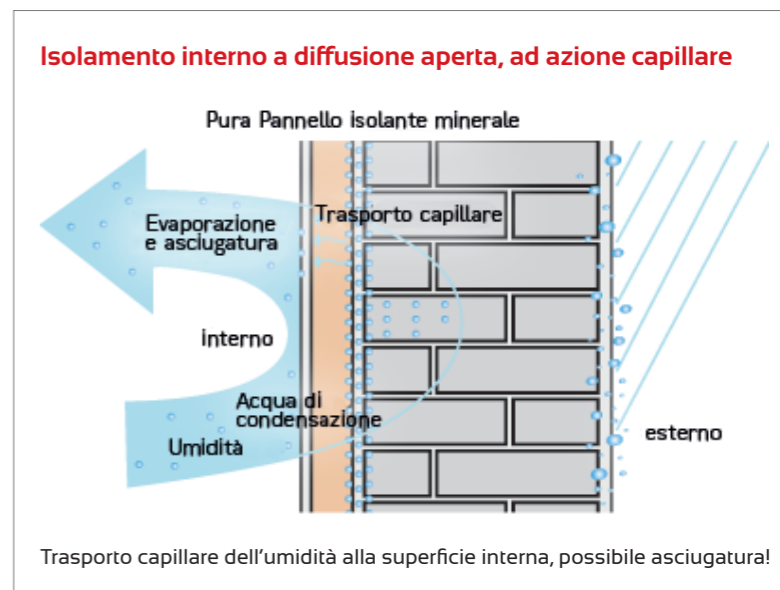 Isolamento interno a diffusione aperta, ad azione capillare
Pura Pannello isolante minerale
Trasporto capillare
Evaporazione
e asciugatura
interno
Acqua di
condensazione
Umidità
esterno
Trasporto capillare dell'umidità alla superficie interna, possibile asciugatura!